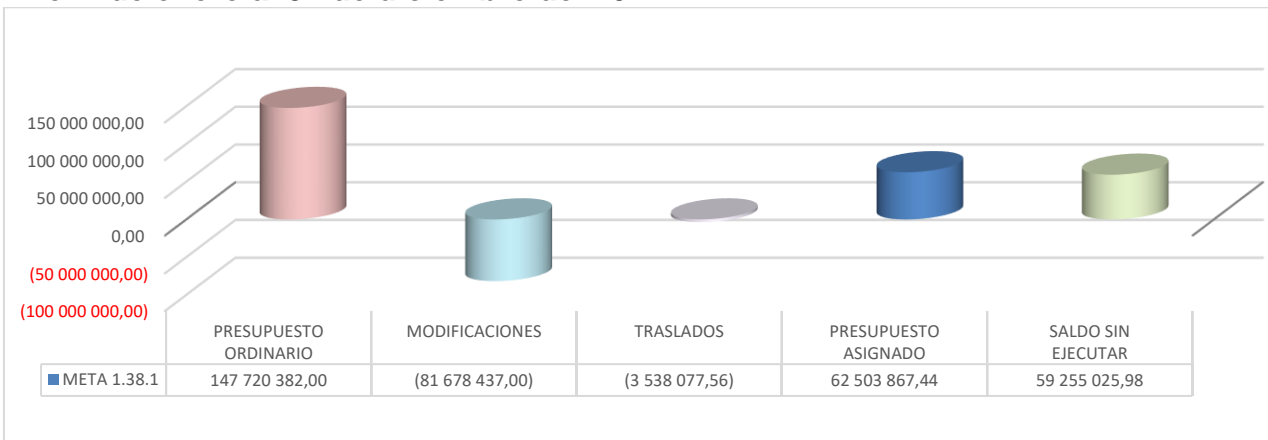 150 000 000,00
100 000 000,00
50 000 000,00
0,00
(50 000 000,00)
(100 000 000,00)
PRESUPUESTO ORDINARIO
MODIFICACIONES
TRASLADOS
PRESUPUESTO ASIGNADO
SALDO SIN EJECUTAR
META 1.38.1
147 720 382,00
(81 678 437,00)
(3 538 077,56)
62 503 867,44
59 255 025,98